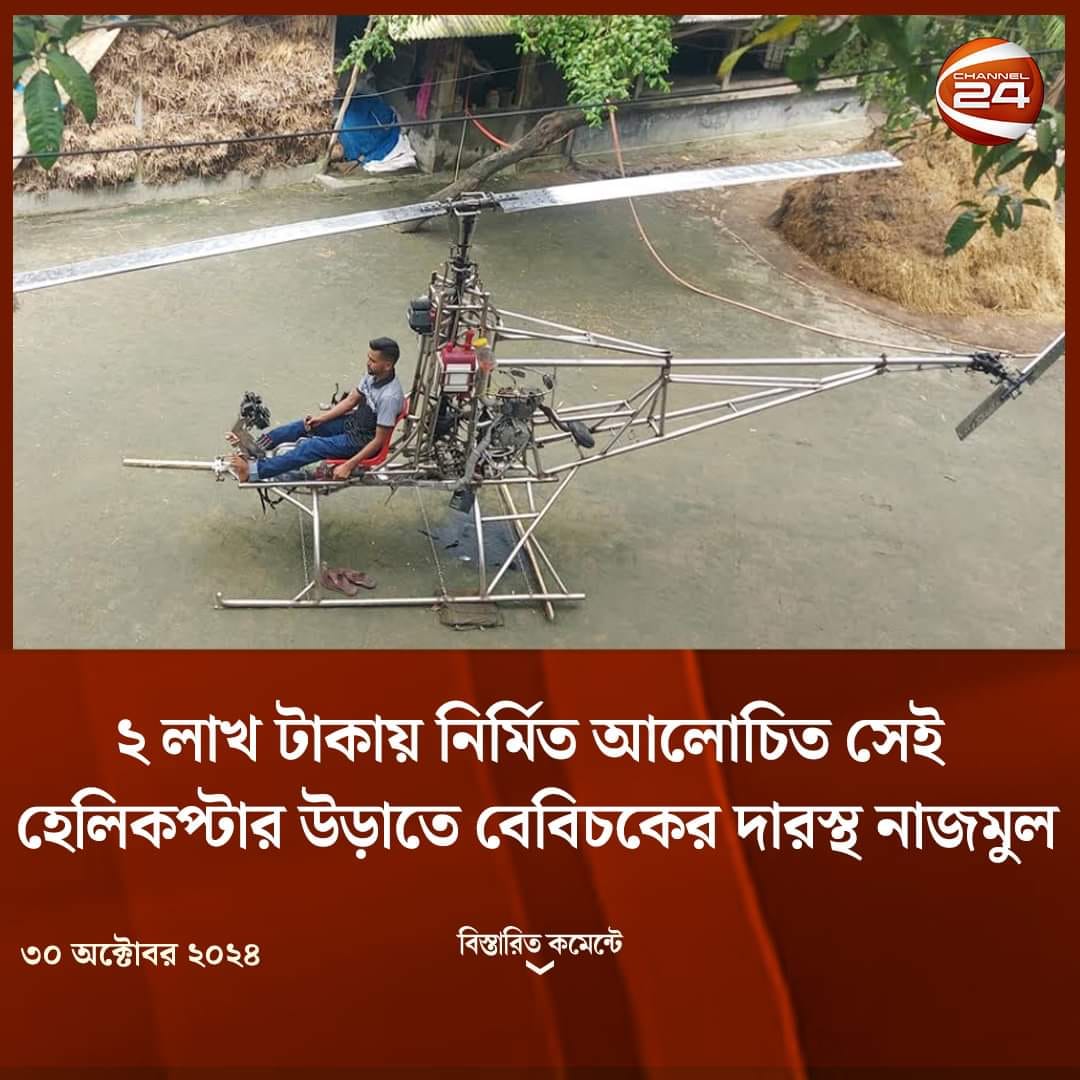 CHANNEL
24
২ লাখ টাকায় নির্মিত আলোচিত সেই
হেলিকপ্টার উড়াতে বেবিচকের দারস্থ নাজমুল
৩০ অক্টোবর ২০২৪
বিস্তারিত কমেন্টে